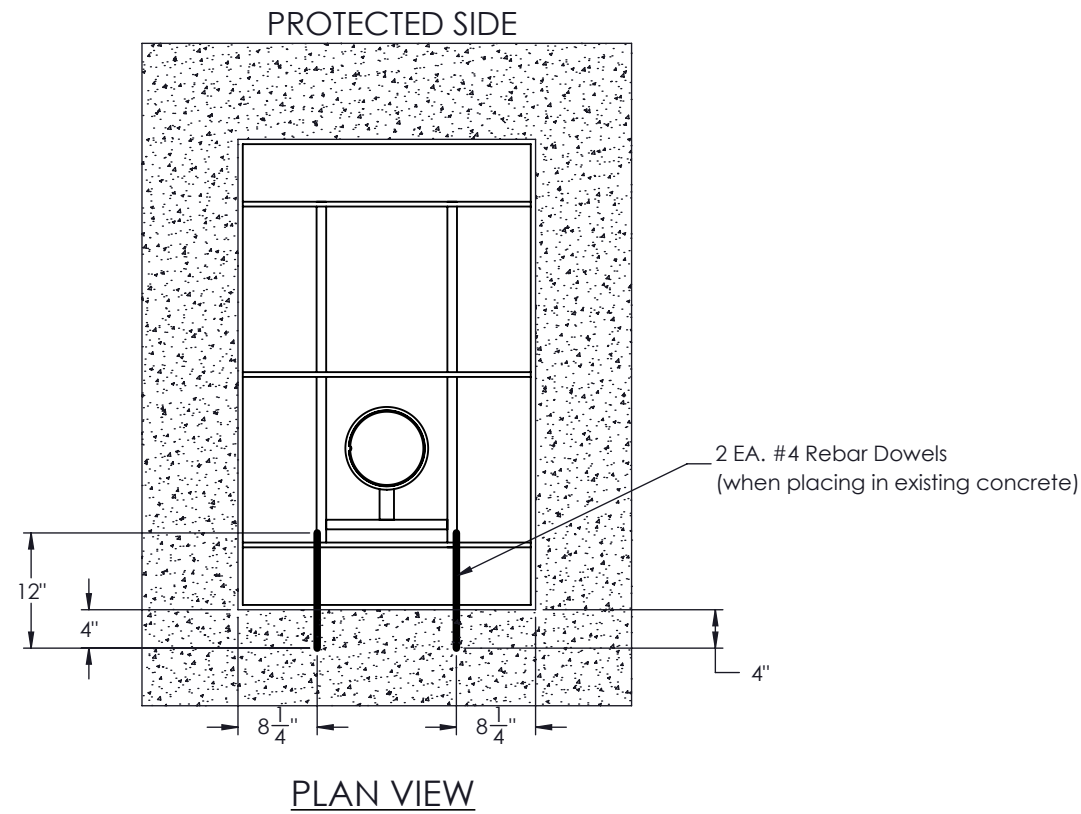 PROTECTED SIDE
2 EA. #4 Rebar Dowels
(when placing in existing concrete)
12"
4"
4"
8 1/4"
8 1/4"
PLAN VIEW